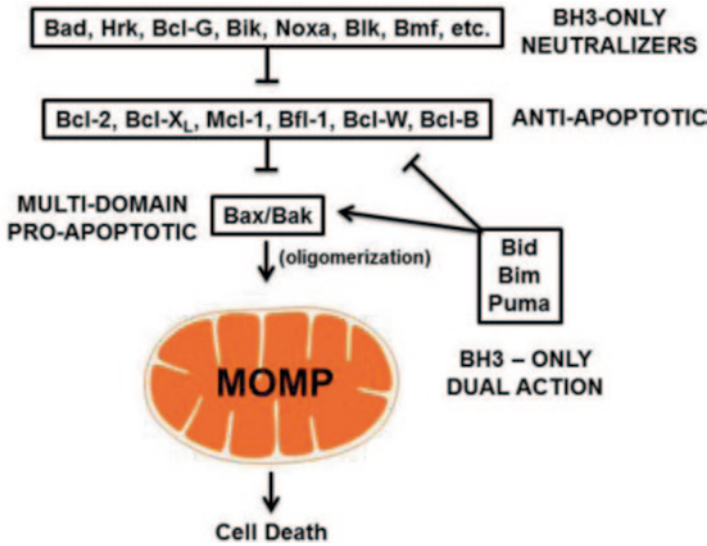 Bad, Hrk, Bcl-G, Bik, Noxa, Blk, Bmf, etc.
BH3-ONLY
NEUTRALIZERS
Bcl-2, Bcl-XL, Mcl-1, Bfl-1, Bcl-W, Bcl-B
ANTI-APOPTOTIC
MULTI-DOMAIN
PRO-APOPTOTIC
Bax/Bak
(oligomerization)
Bid
Bim
Puma
BH3 – ONLY
DUAL ACTION
MOMP
Cell Death